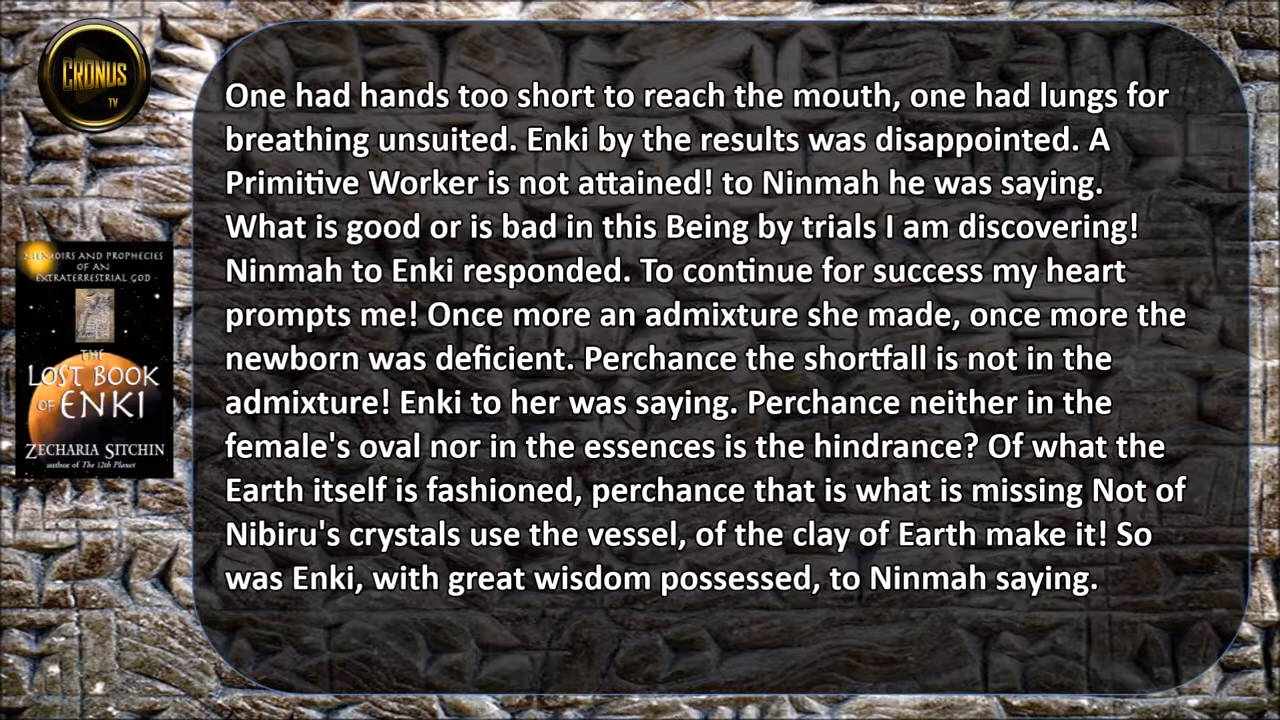 CRONUS
TV
One had hands too short to reach the mouth, one had lungs for
breathing unsuited. Enki by the results was disappointed. A
Primitive Worker is not attained! to Ninmah he was saying.
What is good or is bad in this Being by trials I am discovering!
Ninmah to Enki responded. To continue for success my heart
prompts me! Once more an admixture she made, once more the
newborn was deficient. Perchance the shortfall is not in the
admixture! Enki to her was saying. Perchance neither in the
female's oval nor in the essences is the hindrance? Of what the
Earth itself is fashioned, perchance that is what is missing Not of
Nibiru's crystals use the vessel, of the clay of Earth make it! So
was Enki, with great wisdom possessed, to Ninmah saying.
MEMOIRS AND PROPHECIES
OF AN
EXTRATERRESTRIAL GOD
THE
LOST BOOK
OF ENKI
ZECHARIA SITCHIN
author of The 12th Planet